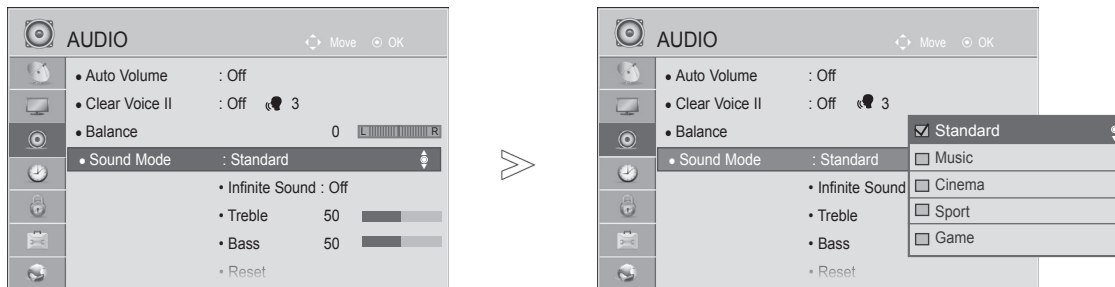 AUDIO Move OK
• Auto Volume : Off
• Clear Voice II : Off 3
• Balance 0 L R
• Sound Mode : Standard
• Infinite Sound : Off
• Treble 50
• Bass 50
• Reset
AUDIO Move OK
• Auto Volume : Off
• Clear Voice II : Off 3
• Balance
• Sound Mode : Standard
• Infinite Sound
• Treble
• Bass
• Reset
Standard
Music
Cinema
Sport
Game